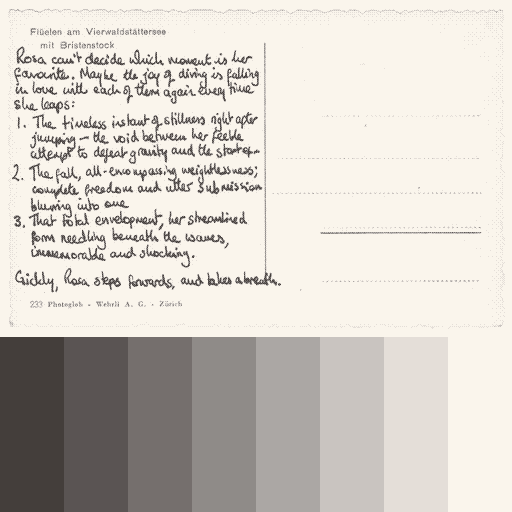 Flüelen am Vierwaldstättersee
mit Bristenstock
Rosa can't decide which moment is her
favourite. Maybe the joy of diving is falling
in love with each of them again every time
she leaps:
1. The timeless instant of stillness right after
jumping – the void between her feeble
attempt to defeat gravity and the start of...
2. The fall, all-encompassing weightlessness;
complete freedom and utter submission
blurring into one
3. That total envelopment, her streamlined
form needling beneath the waves,
immemorable and shocking.
Giddy, Rosa steps forwards, and takes a breath.
233 Photoglob - Wehrli A. G. - Zürich